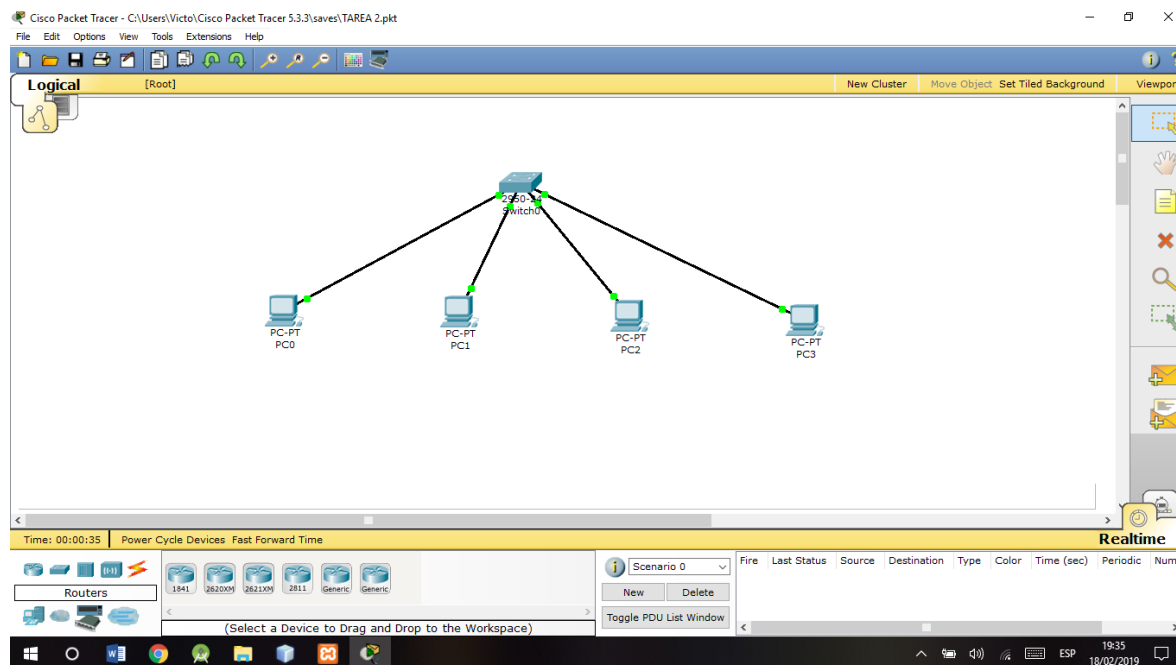 Cisco Packet Tracer - C:\Users\Victo\Cisco Packet Tracer 5.3.3\saves\TAREA 2.pkt
File Edit Options View Tools Extensions Help
Logical [Root] New Cluster Move Object Set Tiled Background Viewpor
2950-24
Switch0
PC-PT
PC0
PC-PT
PC1
PC-PT
PC2
PC-PT
PC3
Time: 00:00:35 Power Cycle Devices Fast Forward Time Realtime
Routers
1841 2620XM 2621XM 2811 Generic Generic
(Select a Device to Drag and Drop to the Workspace)
Scenario 0
New Delete
Toggle PDU List Window
Fire Last Status Source Destination Type Color Time (sec) Periodic Num
ESP
19:35
18/02/2019